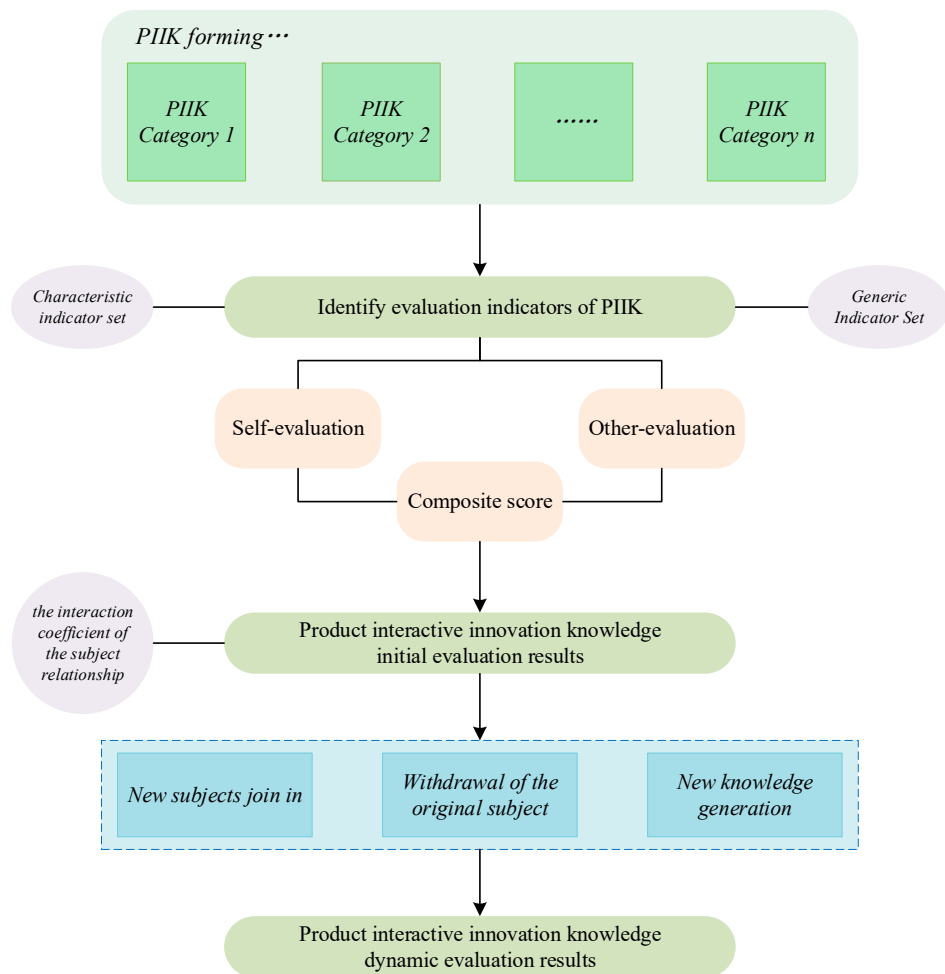 PIIK forming⋯
PIIK
Category 1
PIIK
Category 2
⋯⋯
PIIK
Category n
Characteristic
indicator set
Identify evaluation indicators of PIIK
Generic
Indicator Set
Self-evaluation
Other-evaluation
Composite score
the interaction
coefficient of
the subject
relationship
Product interactive innovation knowledge
initial evaluation results
New subjects join in
Withdrawal of the
original subject
New knowledge
generation
Product interactive innovation knowledge
dynamic evaluation results